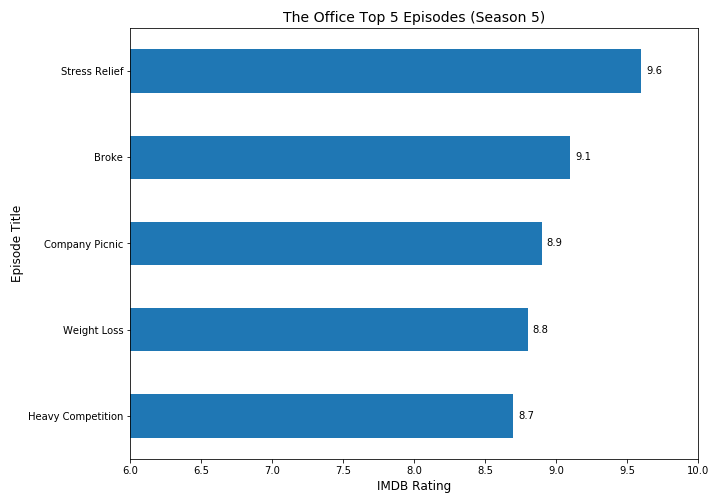 The Office Top 5 Episodes (Season 5)
Episode Title
Stress Relief
9.6
Broke
9.1
Company Picnic
8.9
Weight Loss
8.8
Heavy Competition
8.7
6.0 6.5 7.0 7.5 8.0 8.5 9.0 9.5 10.0
IMDB Rating